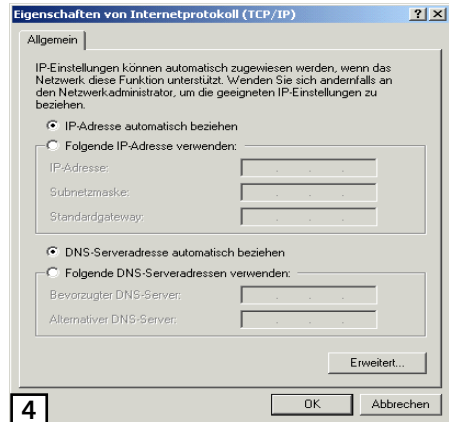 Eigenschaften von Internetprotokoll (TCP/IP)
Allgemein
IP-Einstellungen können automatisch zugewiesen werden, wenn das
Netzwerk diese Funktion unterstützt. Wenden Sie sich andernfalls an
den Netzwerkadministrator, um die geeigneten IP-Einstellungen zu
beziehen.
IP-Adresse automatisch beziehen
Folgende IP-Adresse verwenden:
IP-Adresse:
Subnetzmaske:
Standardgateway:
DNS-Serveradresse automatisch beziehen
Folgende DNS-Serveradressen verwenden:
Bevorzugter DNS-Server:
Alternativer DNS-Server:
Erweitert...
OK Abbrechen
4